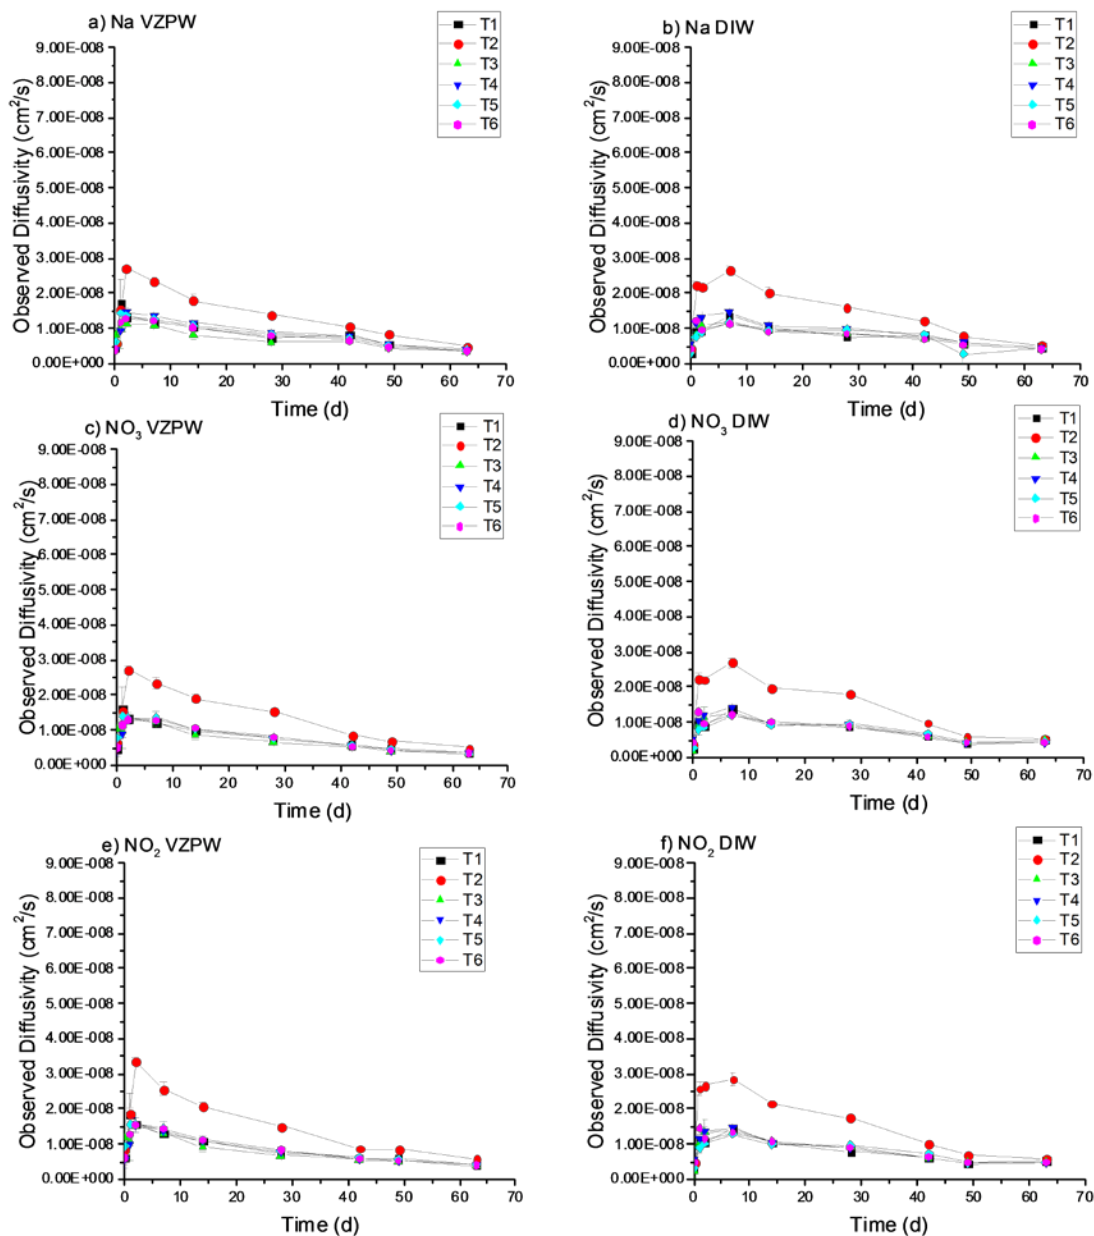 a) Na VZPW
T1
T2
T3
T4
T5
T6
9.00E-008
8.00E-008
7.00E-008
6.00E-008
5.00E-008
4.00E-008
3.00E-008
2.00E-008
1.00E-008
0.00E+000
Observed Diffusivity (cm²/s)
0 10 20 30 40 50 60 70
Time (d)
b) Na DIW
T1
T2
T3
T4
T5
T6
9.00E-008
8.00E-008
7.00E-008
6.00E-008
5.00E-008
4.00E-008
3.00E-008
2.00E-008
1.00E-008
0.00E+000
Observed Diffusivity (cm²/s)
0 10 20 30 40 50 60 70
Time (d)
c) NO₃ VZPW
T1
T2
T3
T4
T5
T6
9.00E-008
8.00E-008
7.00E-008
6.00E-008
5.00E-008
4.00E-008
3.00E-008
2.00E-008
1.00E-008
0.00E+000
Observed Diffusivity (cm²/s)
0 10 20 30 40 50 60 70
Time (d)
d) NO₃ DIW
T1
T2
T3
T4
T5
T6
9.00E-008
8.00E-008
7.00E-008
6.00E-008
5.00E-008
4.00E-008
3.00E-008
2.00E-008
1.00E-008
0.00E+000
Observed Diffusivity (cm²/s)
0 10 20 30 40 50 60 70
Time (d)
e) NO₂ VZPW
T1
T2
T3
T4
T5
T6
9.00E-008
8.00E-008
7.00E-008
6.00E-008
5.00E-008
4.00E-008
3.00E-008
2.00E-008
1.00E-008
0.00E+000
Observed Diffusivity (cm²/s)
0 10 20 30 40 50 60 70
Time (d)
f) NO₂ DIW
T1
T2
T3
T4
T5
T6
9.00E-008
8.00E-008
7.00E-008
6.00E-008
5.00E-008
4.00E-008
3.00E-008
2.00E-008
1.00E-008
0.00E+000
Observed Diffusivity (cm²/s)
0 10 20 30 40 50 60 70
Time (d)